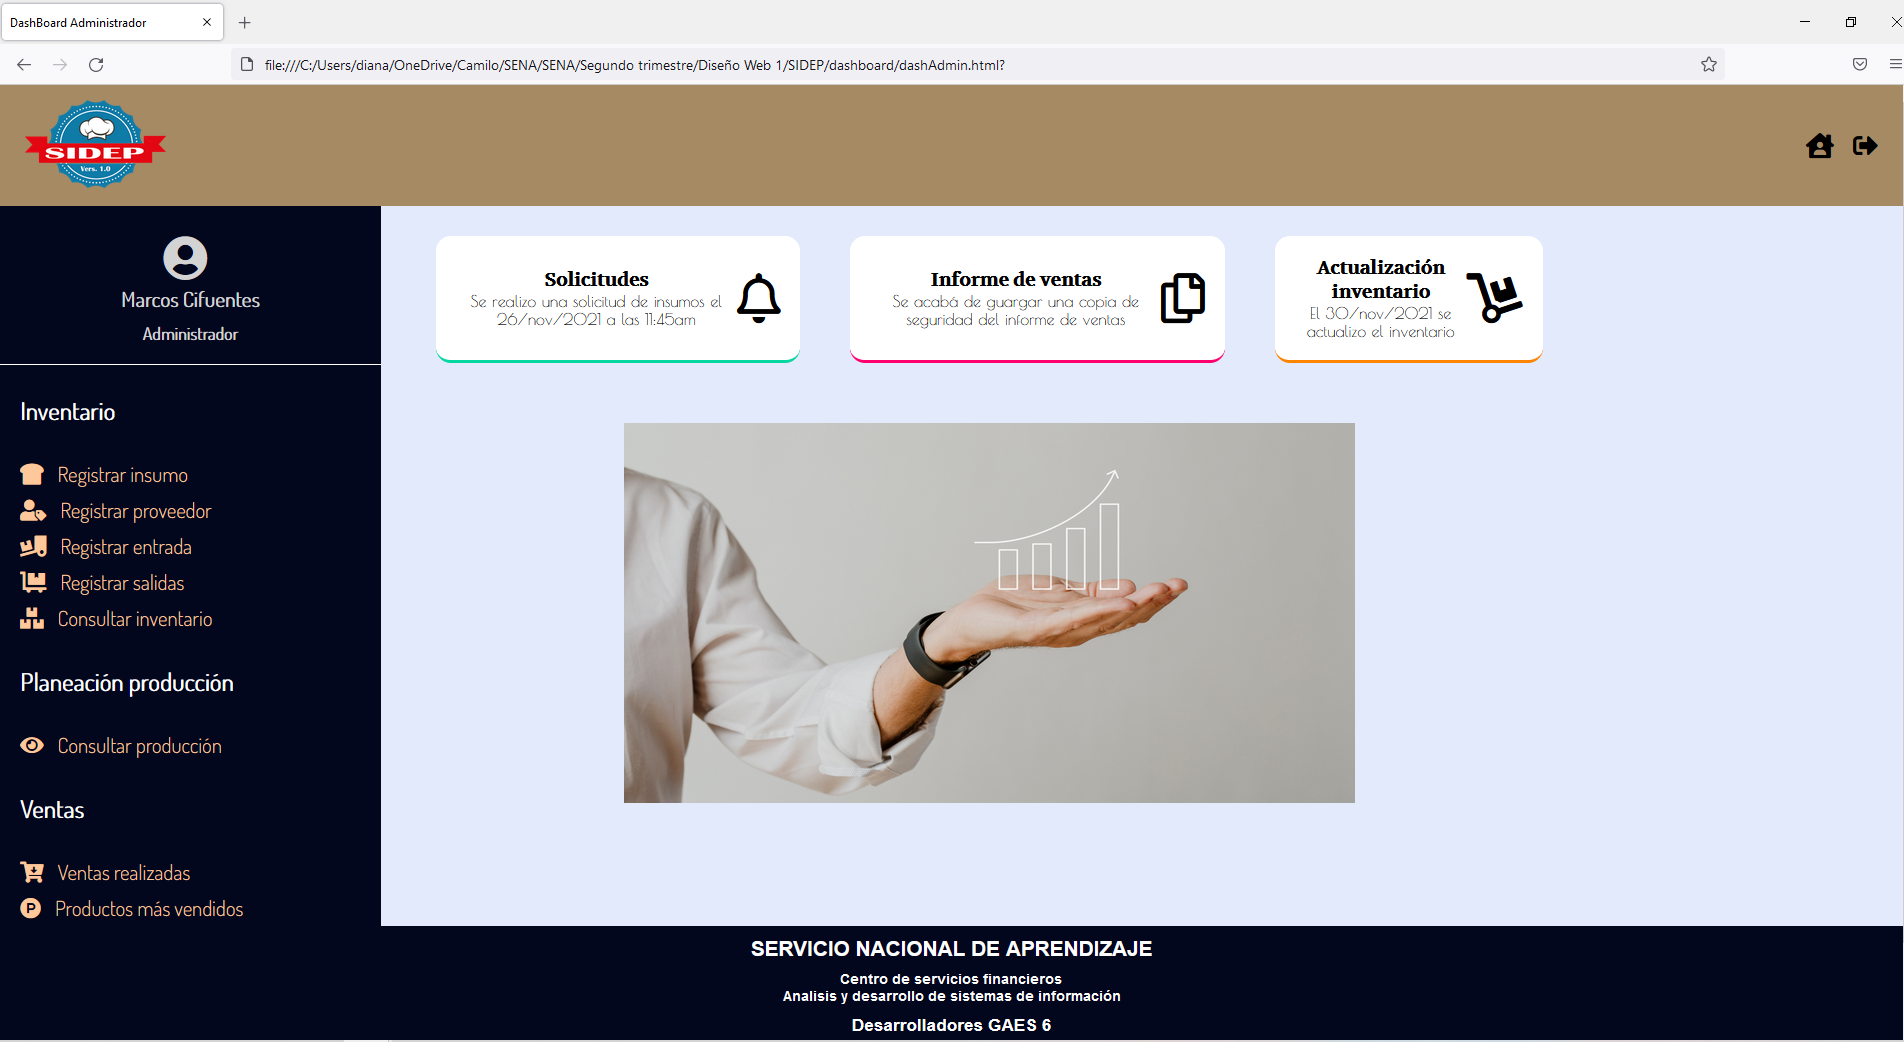 DashBoard Administrador
file:///C:/Users/diana/OneDrive/Camilo/SENA/SENA/Segundo trimestre/Diseño Web 1/SIDEP/dashboard/dashAdmin.html?
SIDEP
Vers. 1.0
Marcos Cifuentes
Administrador
Inventario
Registrar insumo
Registrar proveedor
Registrar entrada
Registrar salidas
Consultar inventario
Planeación producción
Consultar producción
Ventas
Ventas realizadas
P
Productos más vendidos
Solicitudes
Se realizo una solicitud de insumos el
26/nov/2021 a las 11:45am
Informe de ventas
Se acabá de guargar una copia de
seguridad del informe de ventas
Actualización
inventario
El 30/nov/2021 se
actualizo el inventario
SERVICIO NACIONAL DE APRENDIZAJE
Centro de servicios financieros
Analisis y desarrollo de sistemas de información
Desarrolladores GAES 6